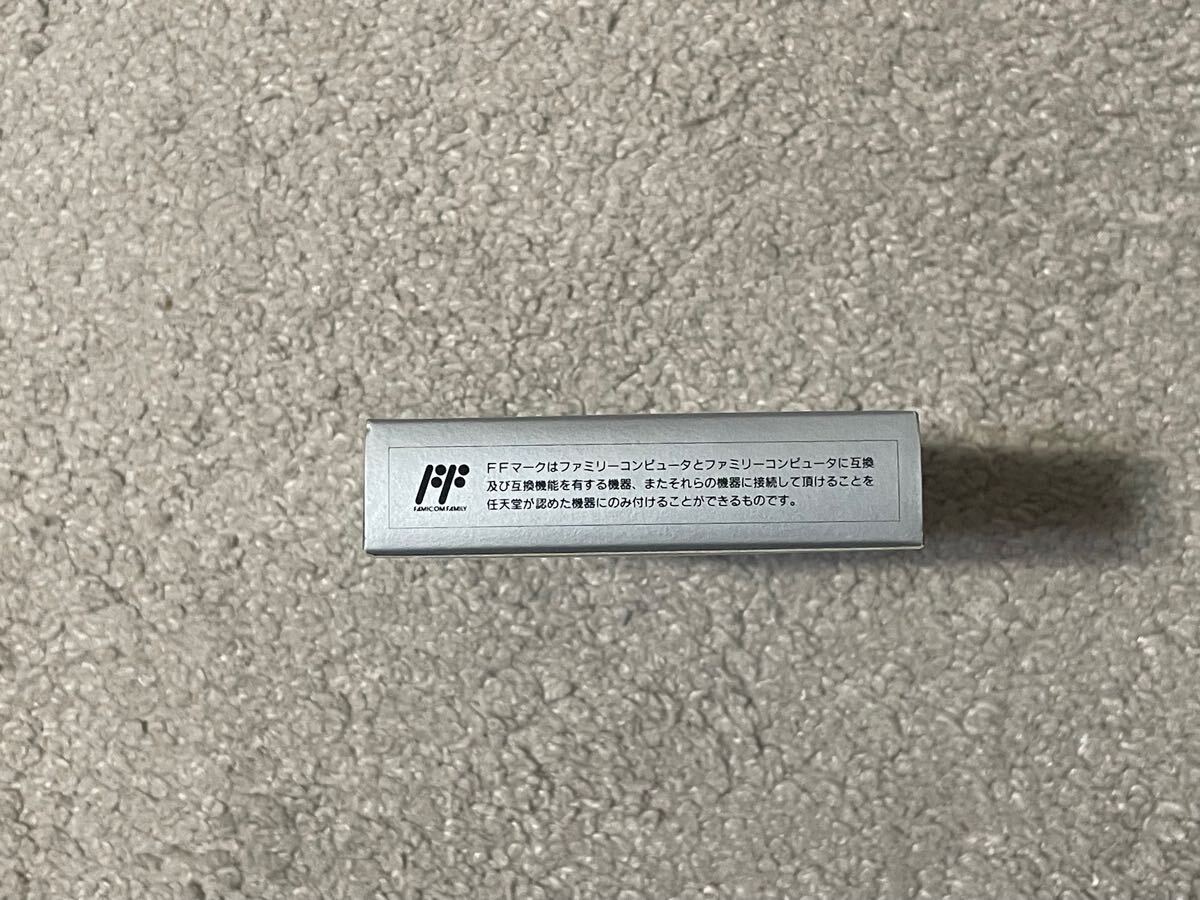 FFマークはファミリーコンピュータとファミリーコンピュータに互換
及び互換機能を有する機器、またそれらの機器に接続して頂けることを
任天堂が認めた機器にのみ付けることができるものです。
FF
FAMICOM FAMILY